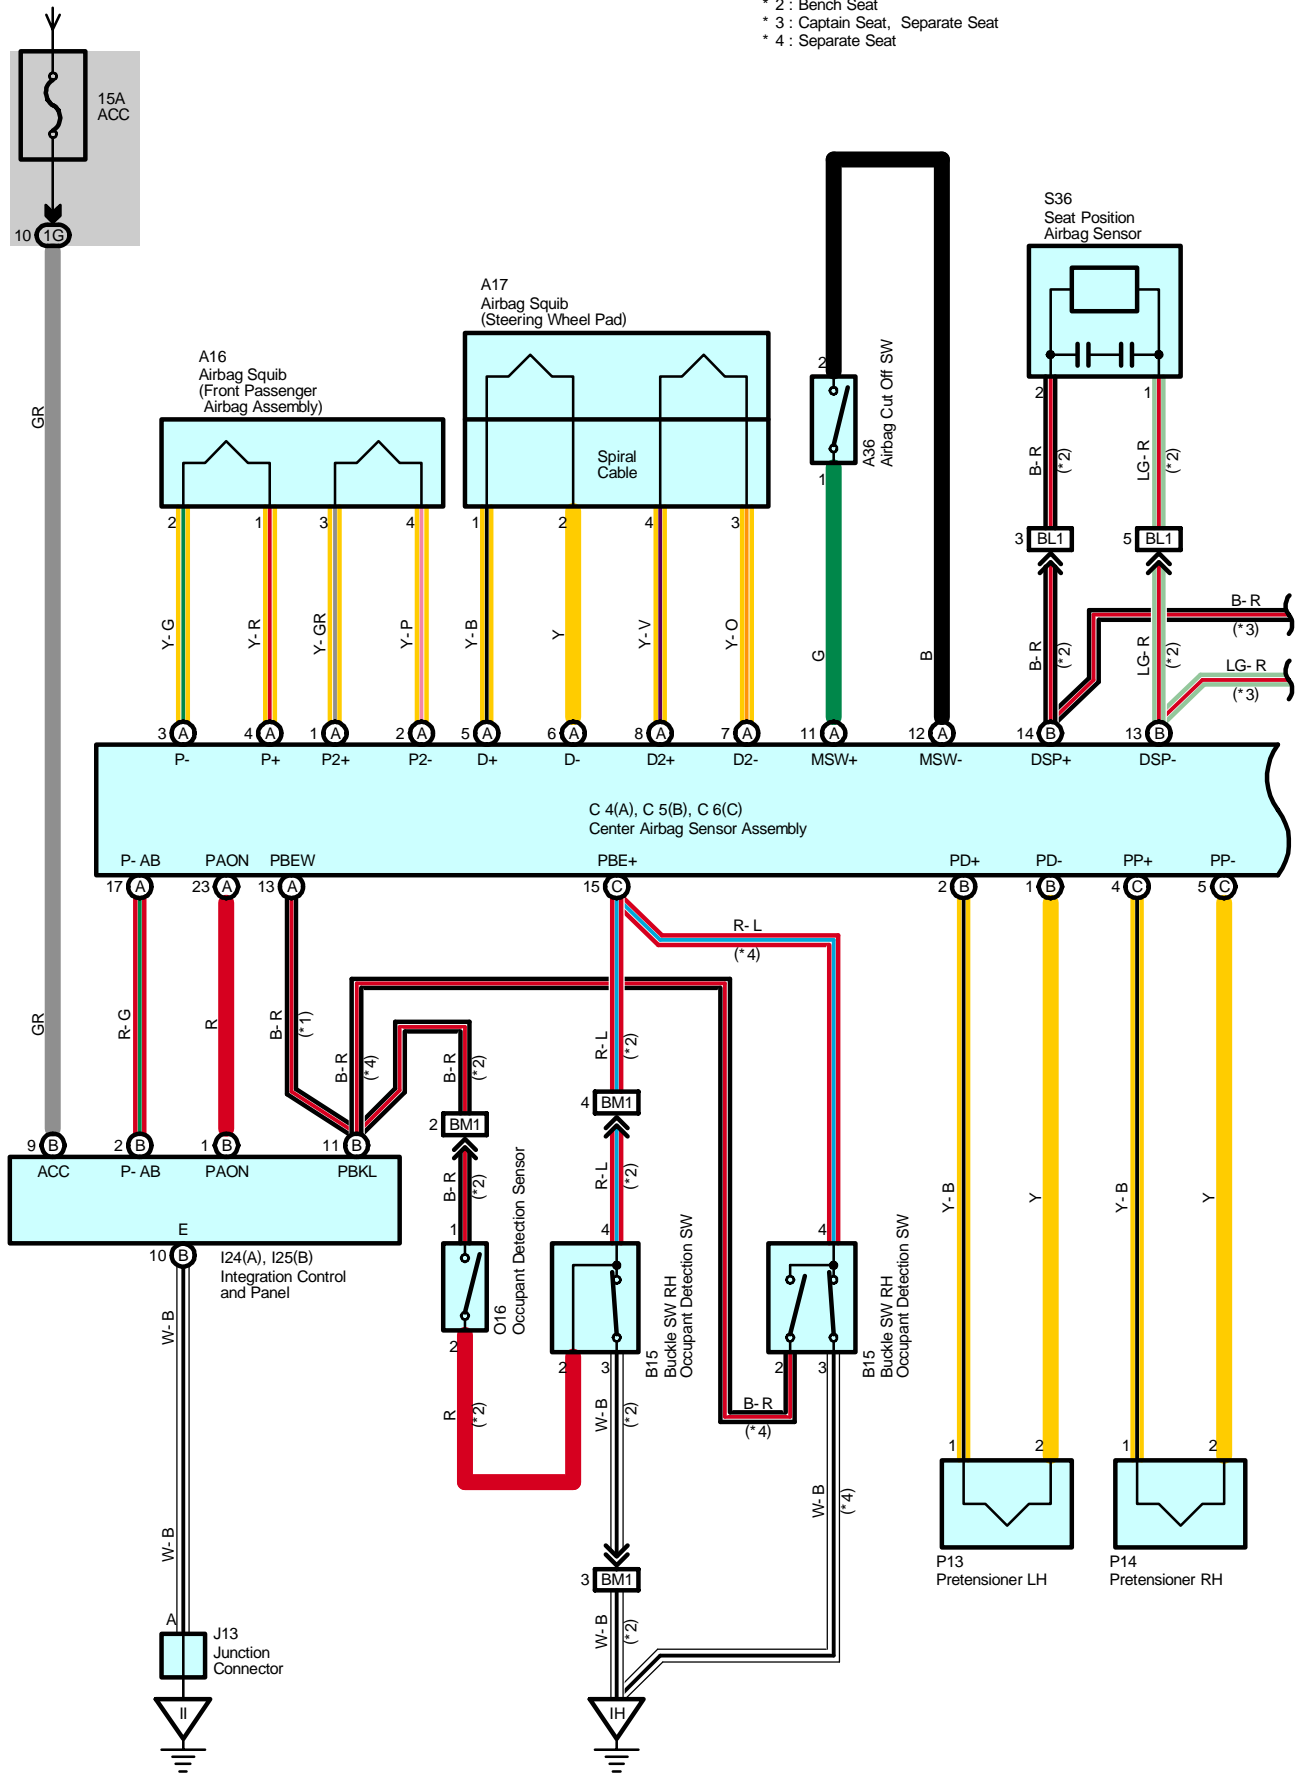 * 2 : Bench Seat
* 3 : Captain Seat, Separate Seat
* 4 : Separate Seat
15A
ACC
10 1G
S36
Seat Position
Airbag Sensor
A17
Airbag Squib
(Steering Wheel Pad)
A16
Airbag Squib
(Front Passenger
Airbag Assembly)
Spiral
Cable
2
A36
Airbag Cut Off SW
1
GR
2 1
2 1 3 4
1 2 4 3
B-R
(*2)
LG-R
(*2)
3 BL1
5 BL1
Y-G
Y-R
Y-GR
Y-P
Y-B
Y
Y-V
Y-O
G
B
B-R
(*2)
LG-R
(*2)
B-R
(*3)
LG-R
(*3)
3 A 4 A 1 A 2 A 5 A 6 A 8 A 7 A 11 A 12 A 14 B 13 B
P- P+ P2+ P2- D+ D- D2+ D2- MSW+ MSW- DSP+ DSP-
C 4(A), C 5(B), C 6(C)
Center Airbag Sensor Assembly
P-AB PAON PBEW PBE+ PD+ PD- PP+ PP-
17 A 23 A 13 A 15 C 2 B 1 B 4 C 5 C
R-L
(*4)
GR
R-G
R
B-R
(*1)
B-R
(*4)
B-R
(*2)
R-L
(*2)
2 BM1
4 BM1
9 B 2 B 1 B 11 B
ACC P-AB PAON PBKL
B-R
(*2)
R-L
(*2)
Y-B
Y
Y-B
Y
E
10 B
I24(A), I25(B)
Integration Control
and Panel
1
O16
Occupant Detection Sensor
2
4
B15
Buckle SW RH
Occupant Detection SW
2 3
4
B15
Buckle SW RH
Occupant Detection SW
2 3
W-B
R
(*2)
W-B
(*2)
B-R
(*4)
W-B
(*4)
1 2
1 2
P13
Pretensioner LH
P14
Pretensioner RH
W-B
3 BM1
W-B
(*2)
A
J13
Junction
Connector
II
IH